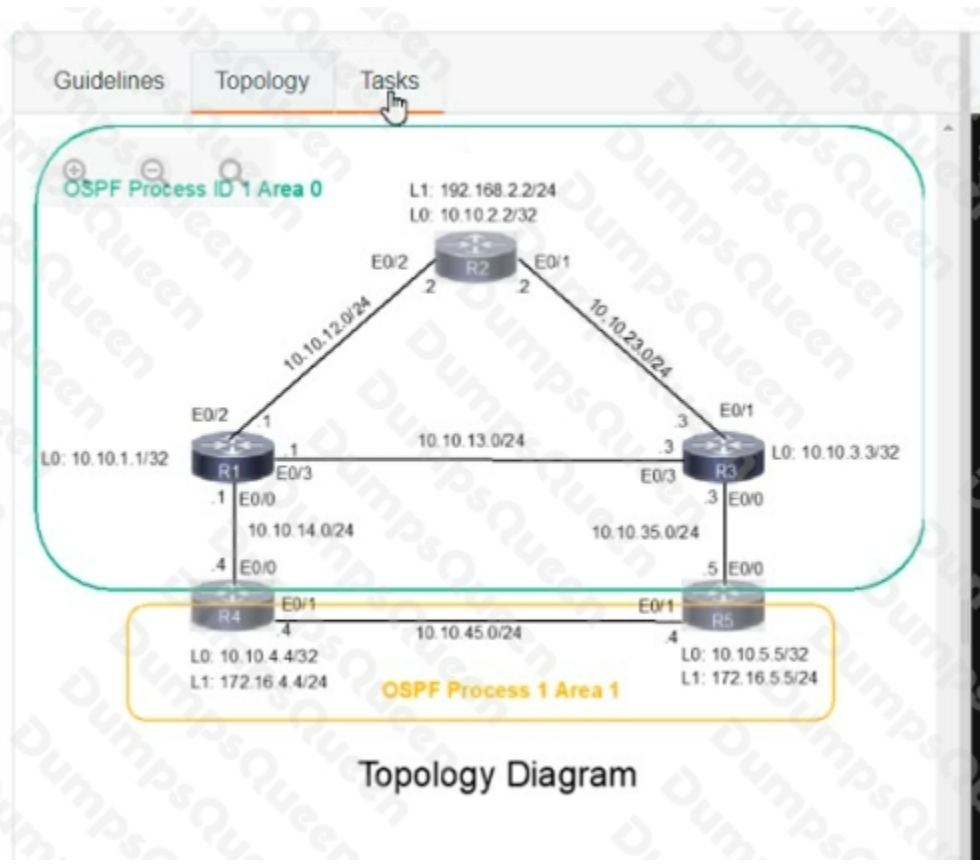 Guidelines Topology Tasks
OSPF Process ID 1 Area 0
L1: 192.168.2.2/24
L0: 10.10.2.2/32
E0/2 R2 E0/1
.2 .2
10.10.12.0/24
10.10.23.0/24
E0/2 .1
.3 E0/1
L0: 10.10.1.1/32
R1
.1
E0/3
10.10.13.0/24
.3
E0/3
R3
L0: 10.10.3.3/32
.1 E0/0
.3 E0/0
10.10.14.0/24
10.10.35.0/24
.4 E0/0
.5 E0/0
R4
E0/1
.4
10.10.45.0/24
E0/1
.4
R5
L0: 10.10.4.4/32
L1: 172.16.4.4/24
L0: 10.10.5.5/32
L1: 172.16.5.5/24
OSPF Process 1 Area 1
Topology Diagram
DumpsQueen